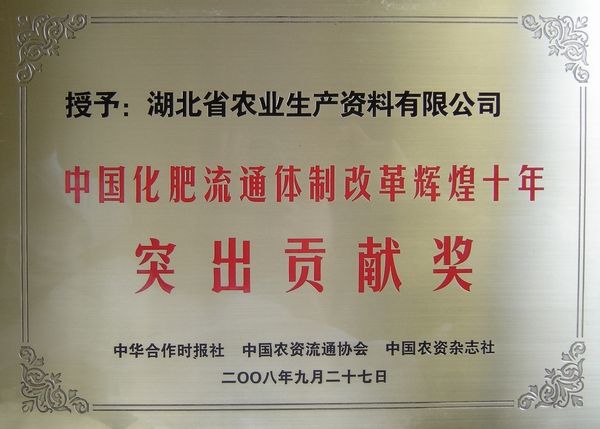 授予：湖北省农业生产资料有限公司
中国化肥流通体制改革辉煌十年
突出贡献奖
中华合作时报社 中国农资流通协会 中国农资杂志社
二OO八年九月二十七日